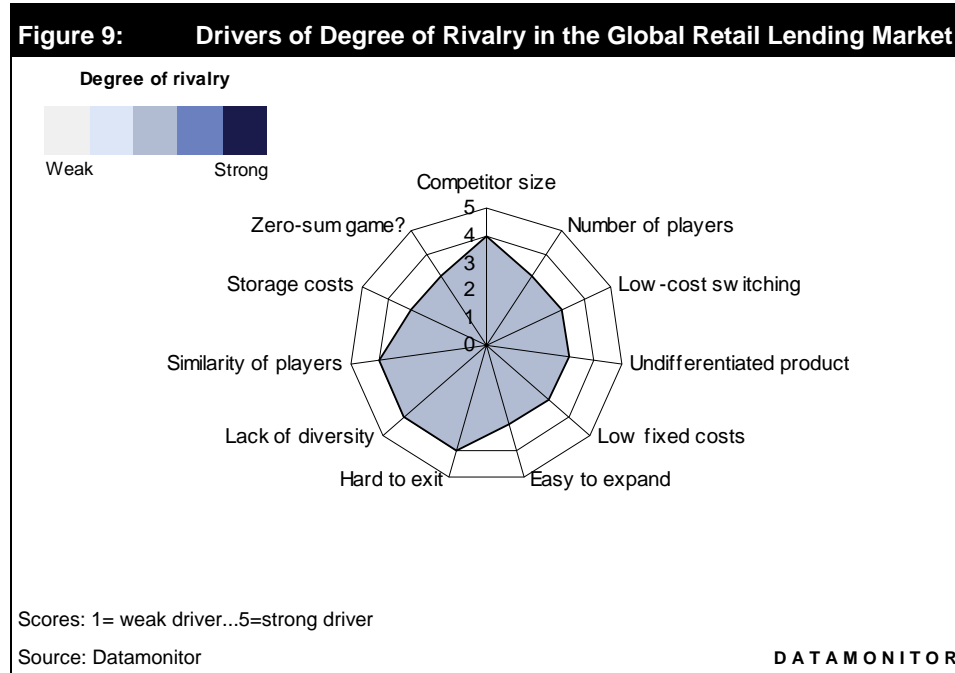 Figure 9: Drivers of Degree of Rivalry in the Global Retail Lending Market
Degree of rivalry
Weak Strong
Competitor size
5
Zero-sum game? Number of players
4
3
Storage costs Low-cost switching
2
1
0
Similarity of players Undifferentiated product
Lack of diversity Low fixed costs
Hard to exit Easy to expand
Scores: 1= weak driver...5=strong driver
Source: Datamonitor DATAMONITOR